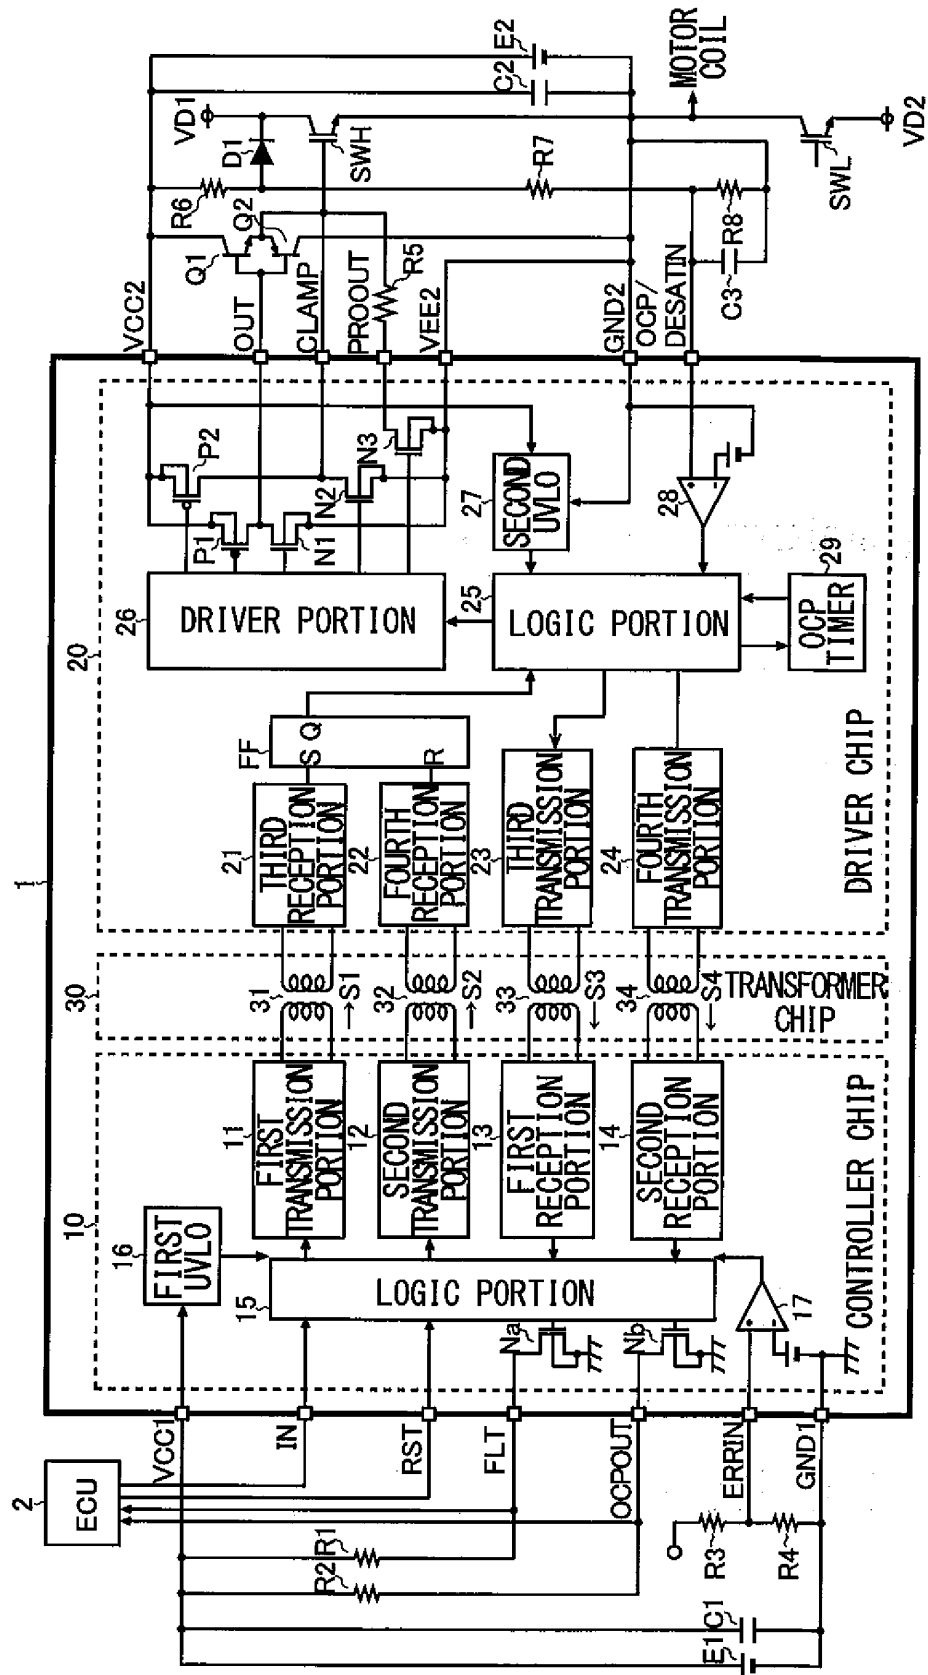 1
2
ECU
VCC1
IN
RST
FLT
OCPOUT
ERRIN
GND1
R1
R2
R3
R4
E1
C1
10
CONTROLLER CHIP
16
FIRST
UVLO
15
LOGIC PORTION
11
FIRST
TRANSMISSION
PORTION
12
SECOND
TRANSMISSION
PORTION
13
FIRST
RECEPTION
PORTION
14
SECOND
RECEPTION
PORTION
Na
Nb
17
30
TRANSFORMER
CHIP
31
→S1
32
→S2
33
←S3
34
←S4
20
DRIVER CHIP
21
THIRD
RECEPTION
PORTION
22
FOURTH
RECEPTION
PORTION
23
THIRD
TRANSMISSION
PORTION
24
FOURTH
TRANSMISSION
PORTION
FF
S
Q
R
26
DRIVER PORTION
25
LOGIC PORTION
27
SECOND
UVLO
28
29
OCP
TIMER
P1
P2
N1
N2
N3
VCC2
OUT
CLAMP
PROOUT
VEE2
GND2
OCP/
DESATIN
Q1
Q2
R5
R6
D1
VD1
SWH
R7
R8
C3
C2
E2
MOTOR
COIL
SWL
VD2